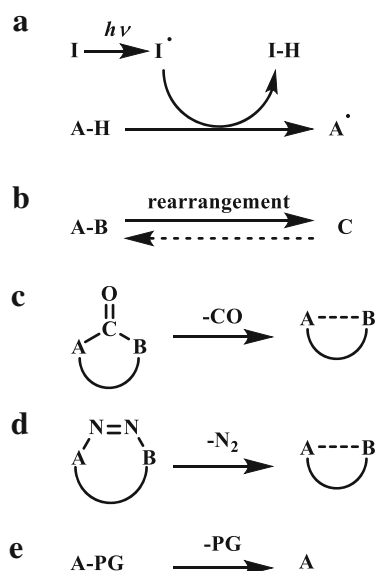 a
hν
I I• I-H
A-H A•
b
rearrangement
A-B C
c
O
C -CO
A B A B
d
N=N -N₂
A B A B
e
-PG
A-PG A